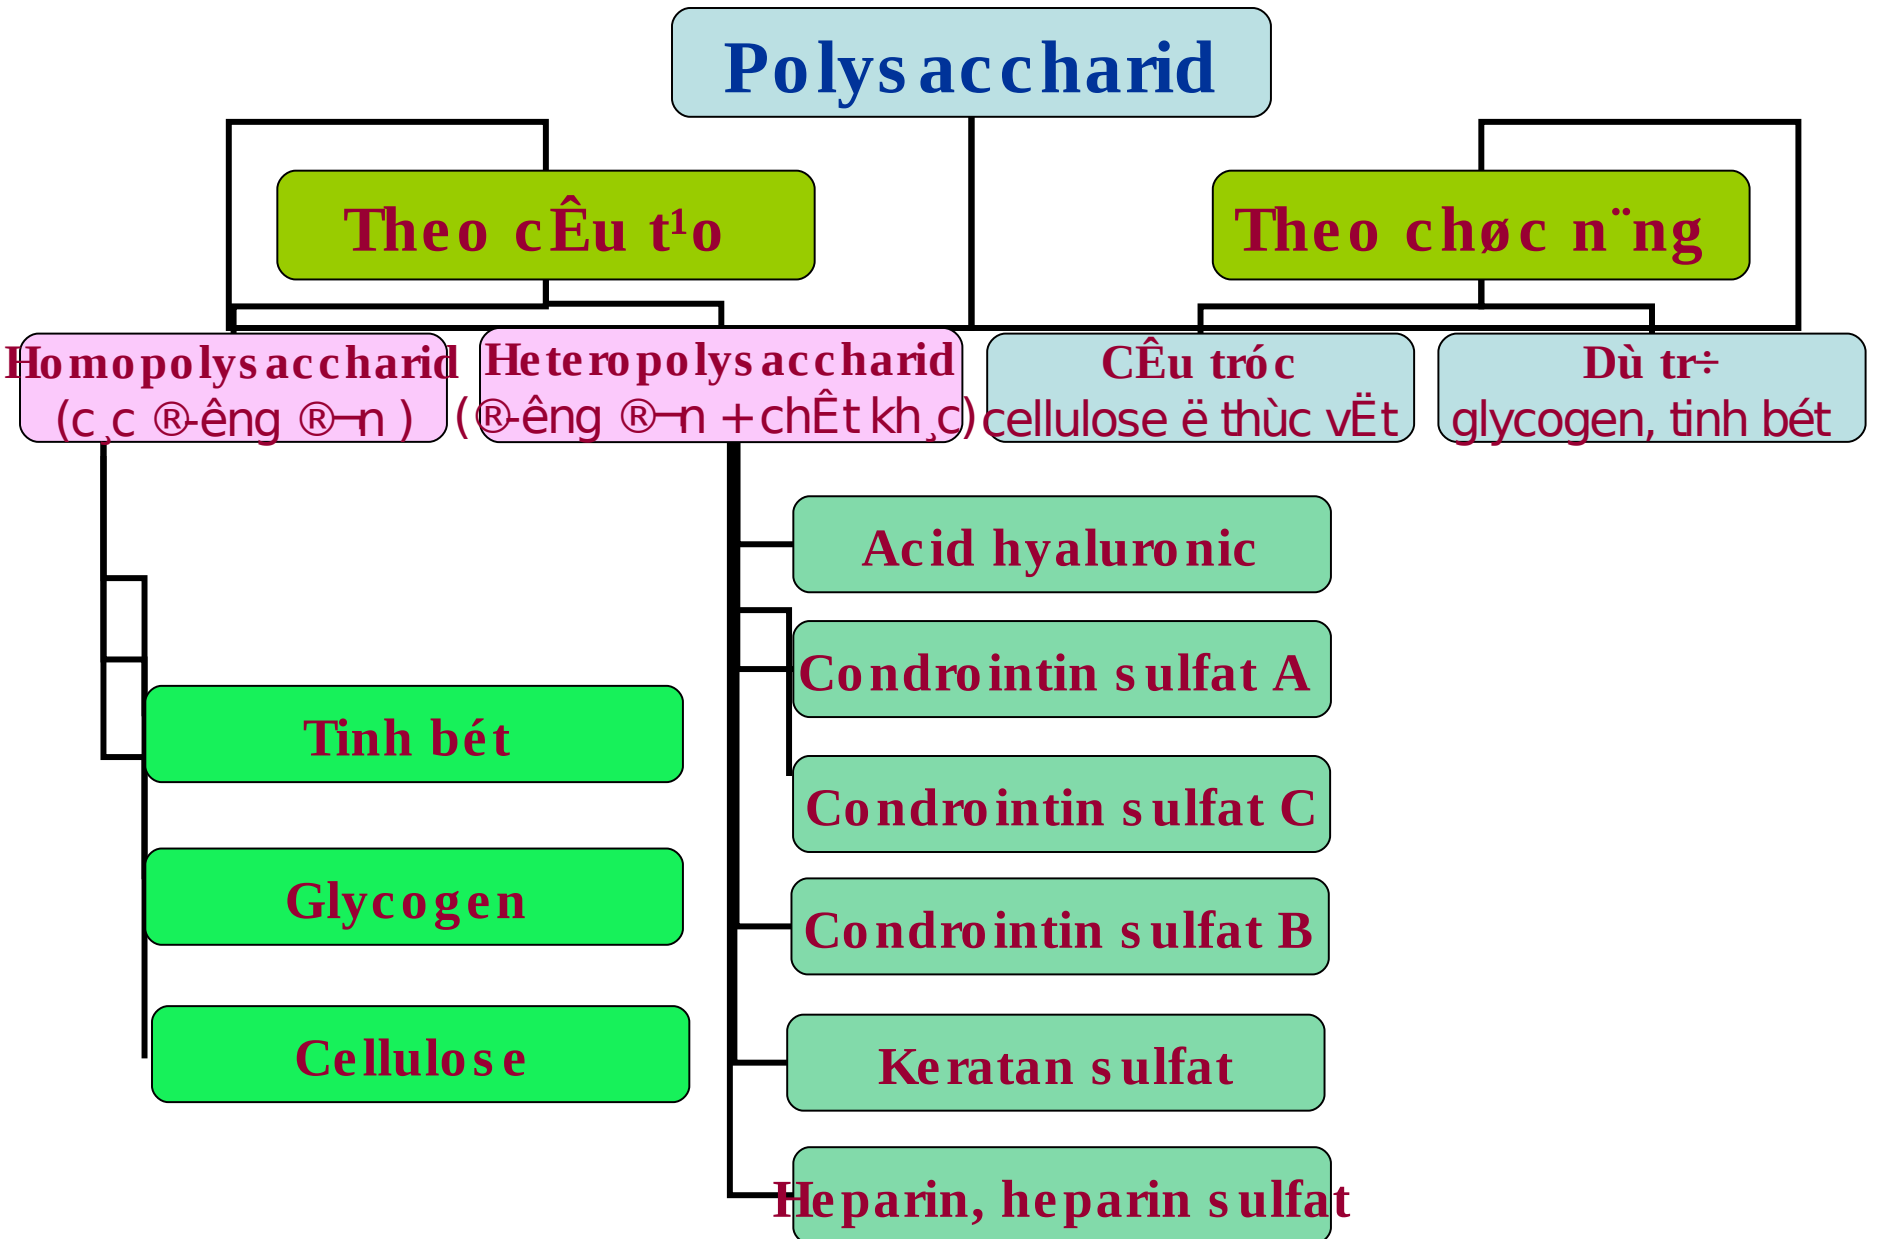 Polysaccharid
Theo cÊu t¹o
Theo chøc n¨ng
Homopolysaccharid
(c¸c ®-êng ®¬n )
Heteropolysaccharid
(®-êng ®¬n + chÊt kh¸c)
CÊu tróc
cellulose ë thùc vËt
Dù tr÷
glycogen, tinh bét
Acid hyaluronic
Condrointin sulfat A
Tinh bét
Condrointin sulfat C
Glycogen
Condrointin sulfat B
Cellulose
Keratan sulfat
Heparin, heparin sulfat